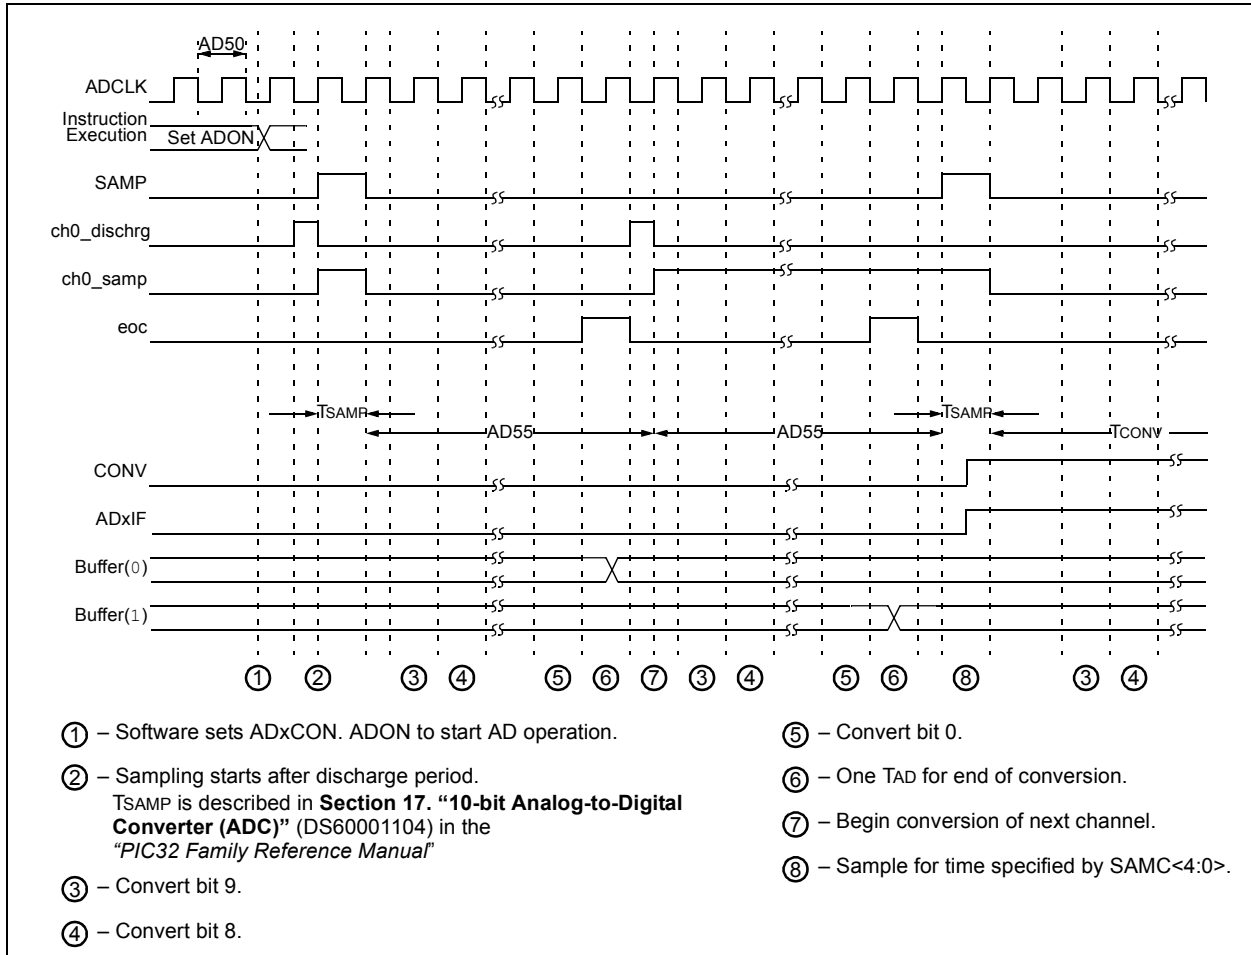 AD50
ADCLK
Instruction
Execution
Set ADON
SAMP
ch0_dischrg
ch0_samp
eoc
TSAMP TSAMP
AD55 AD55 TCONV
CONV
ADxIF
Buffer(0)
Buffer(1)
① ② ③ ④ ⑤ ⑥ ⑦ ③ ④ ⑤ ⑥ ⑧ ③ ④
① – Software sets ADxCON. ADON to start AD operation.
② – Sampling starts after discharge period.
TSAMP is described in Section 17. “10-bit Analog-to-Digital
Converter (ADC)” (DS60001104) in the
“PIC32 Family Reference Manual”
③ – Convert bit 9.
④ – Convert bit 8.
⑤ – Convert bit 0.
⑥ – One TAD for end of conversion.
⑦ – Begin conversion of next channel.
⑧ – Sample for time specified by SAMC<4:0>.